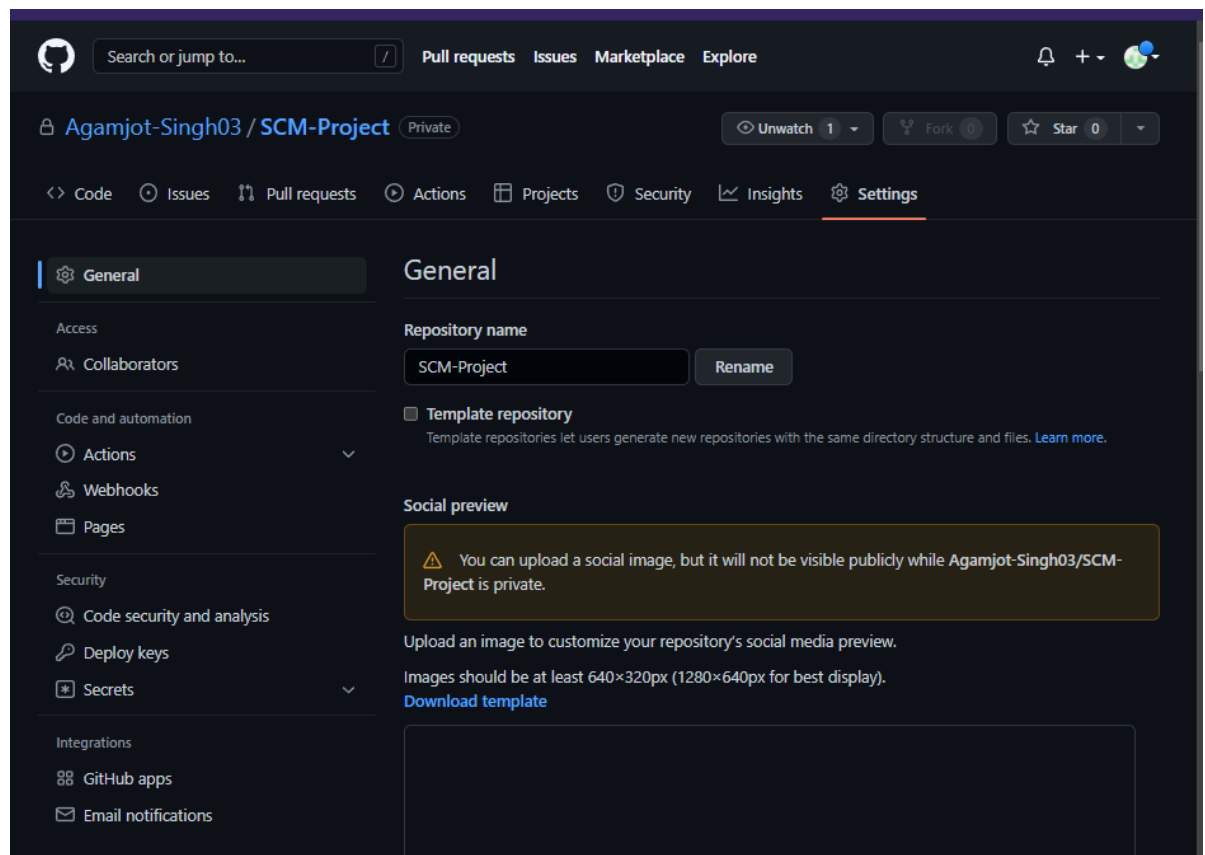 Search or jump to... / Pull requests Issues Marketplace Explore
Agamjot-Singh03 / SCM-Project Private Unwatch 1 Fork 0 Star 0
Code Issues Pull requests Actions Projects Security Insights Settings
General
Access
Collaborators
Code and automation
Actions
Webhooks
Pages
Security
Code security and analysis
Deploy keys
Secrets
Integrations
GitHub apps
Email notifications
General
Repository name
SCM-Project Rename
Template repository
Template repositories let users generate new repositories with the same directory structure and files. Learn more.
Social preview
You can upload a social image, but it will not be visible publicly while Agamjot-Singh03/SCM-
Project is private.
Upload an image to customize your repository's social media preview.
Images should be at least 640×320px (1280×640px for best display).
Download template